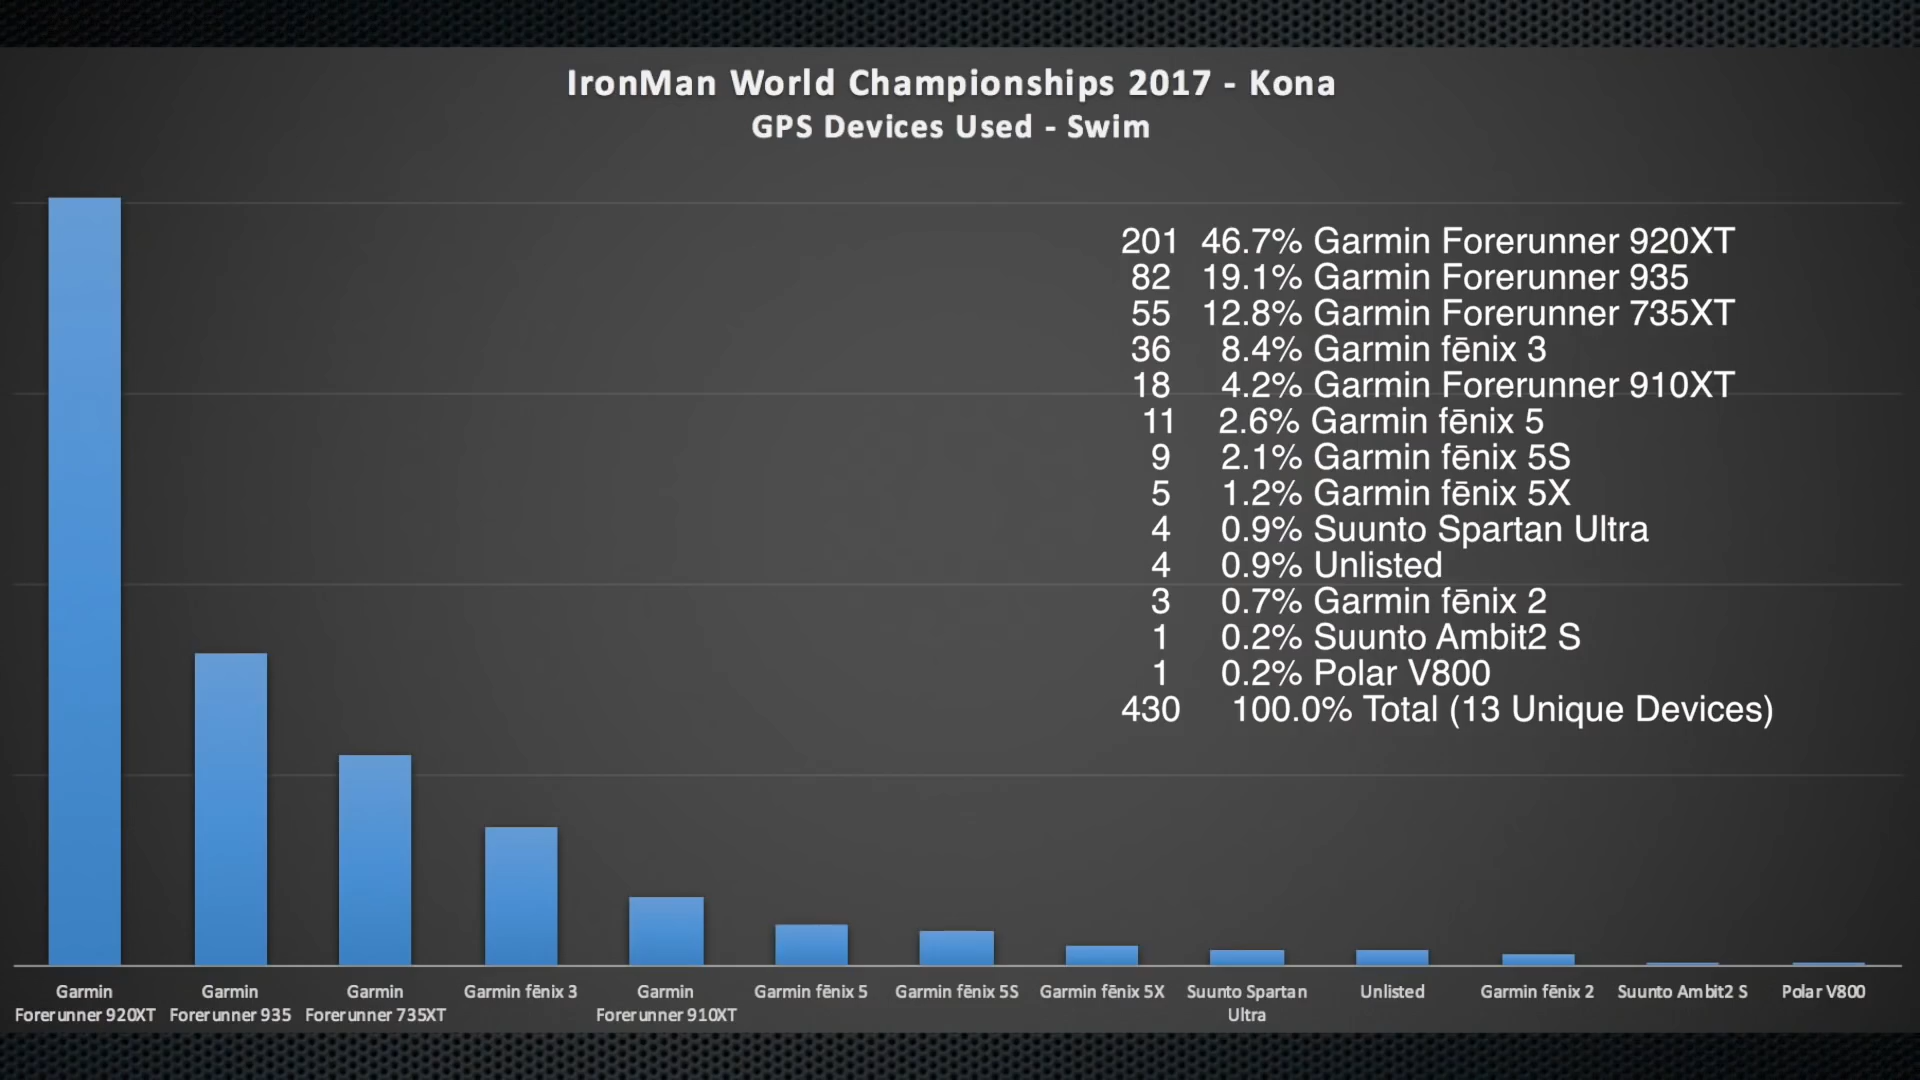 IronMan World Championships 2017 - Kona
GPS Devices Used - Swim
201 46.7% Garmin Forerunner 920XT
82 19.1% Garmin Forerunner 935
55 12.8% Garmin Forerunner 735XT
36 8.4% Garmin fēnix 3
18 4.2% Garmin Forerunner 910XT
11 2.6% Garmin fēnix 5
9 2.1% Garmin fēnix 5S
5 1.2% Garmin fēnix 5X
4 0.9% Suunto Spartan Ultra
4 0.9% Unlisted
3 0.7% Garmin fēnix 2
1 0.2% Suunto Ambit2 S
1 0.2% Polar V800
430 100.0% Total (13 Unique Devices)
Garmin
Forerunner 920XT
Garmin
Forerunner 935
Garmin
Forerunner 735XT
Garmin fēnix 3
Garmin
Forerunner 910XT
Garmin fēnix 5
Garmin fēnix 5S
Garmin fēnix 5X
Suunto Spartan
Ultra
Unlisted
Garmin fēnix 2
Suunto Ambit2 S
Polar V800